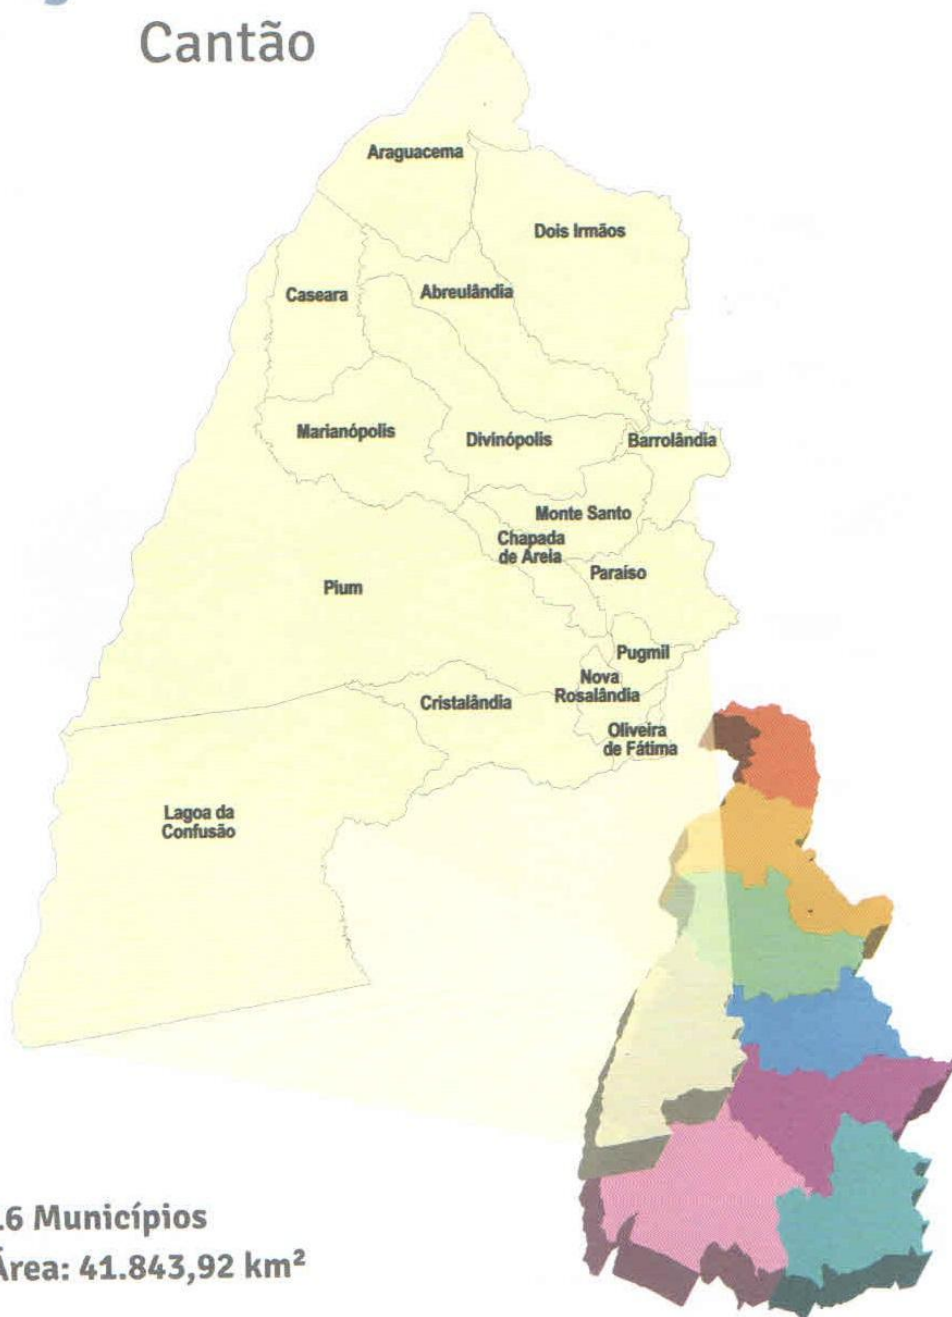 Cantão
Araguacema
Dois Irmãos
Caseara
Abreulândia
Marianópolis
Divinópolis
Barrolândia
Monte Santo
Chapada
de Areia
Paraíso
Pium
Pugmil
Nova
Rosalândia
Cristalândia
Oliveira
de Fátima
Lagoa da
Confusão
6 Municípios
Área: 41.843,92 km²